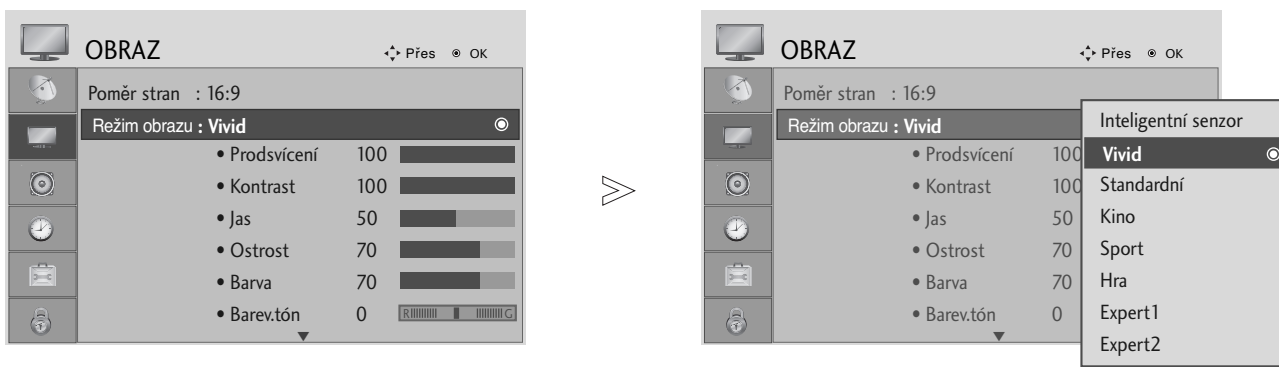 OBRAZ
Přes OK
Poměr stran : 16:9
Režim obrazu : Vivid
• Prodsvícení 100
• Kontrast 100
• Jas 50
• Ostrost 70
• Barva 70
• Barev.tón 0 R G
OBRAZ
Přes OK
Poměr stran : 16:9
Režim obrazu : Vivid
• Prodsvícení 100
• Kontrast 100
• Jas 50
• Ostrost 70
• Barva 70
• Barev.tón 0
Inteligentní senzor
Vivid
Standardní
Kino
Sport
Hra
Expert1
Expert2